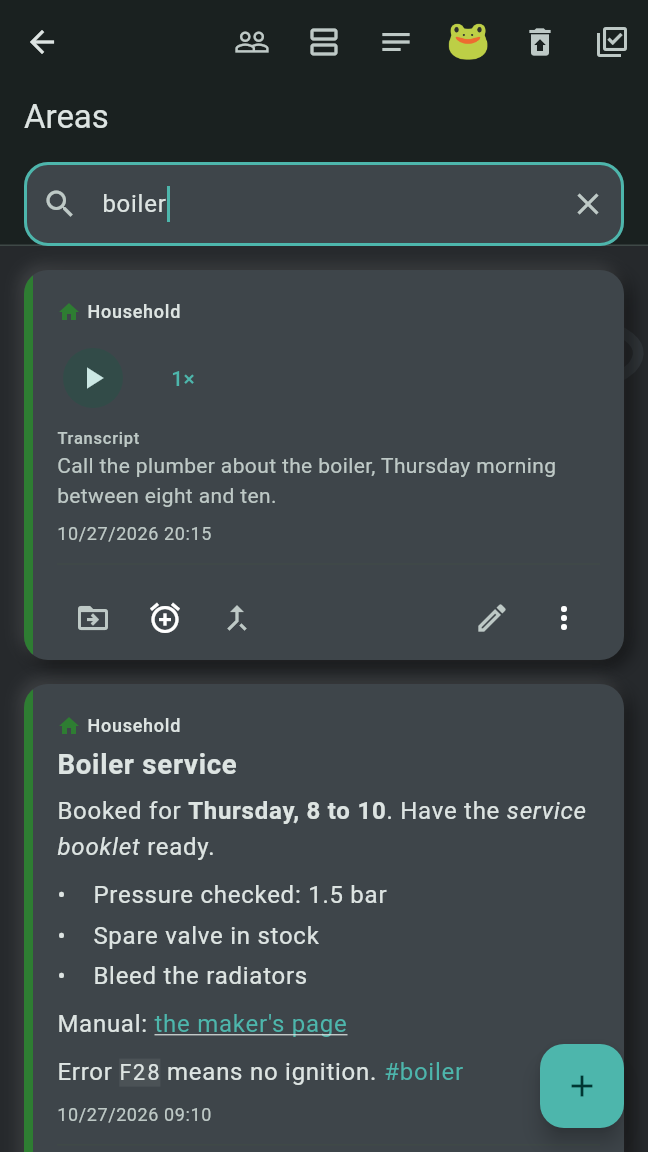 Areas
boiler
Household
1×
Transcript
Call the plumber about the boiler, Thursday morning
between eight and ten.
10/27/2026 20:15
Household
Boiler service
Booked for Thursday, 8 to 10. Have the service
booklet ready.
• Pressure checked: 1.5 bar
• Spare valve in stock
• Bleed the radiators
Manual: the maker's page
Error F28 means no ignition. #boiler
10/27/2026 09:10